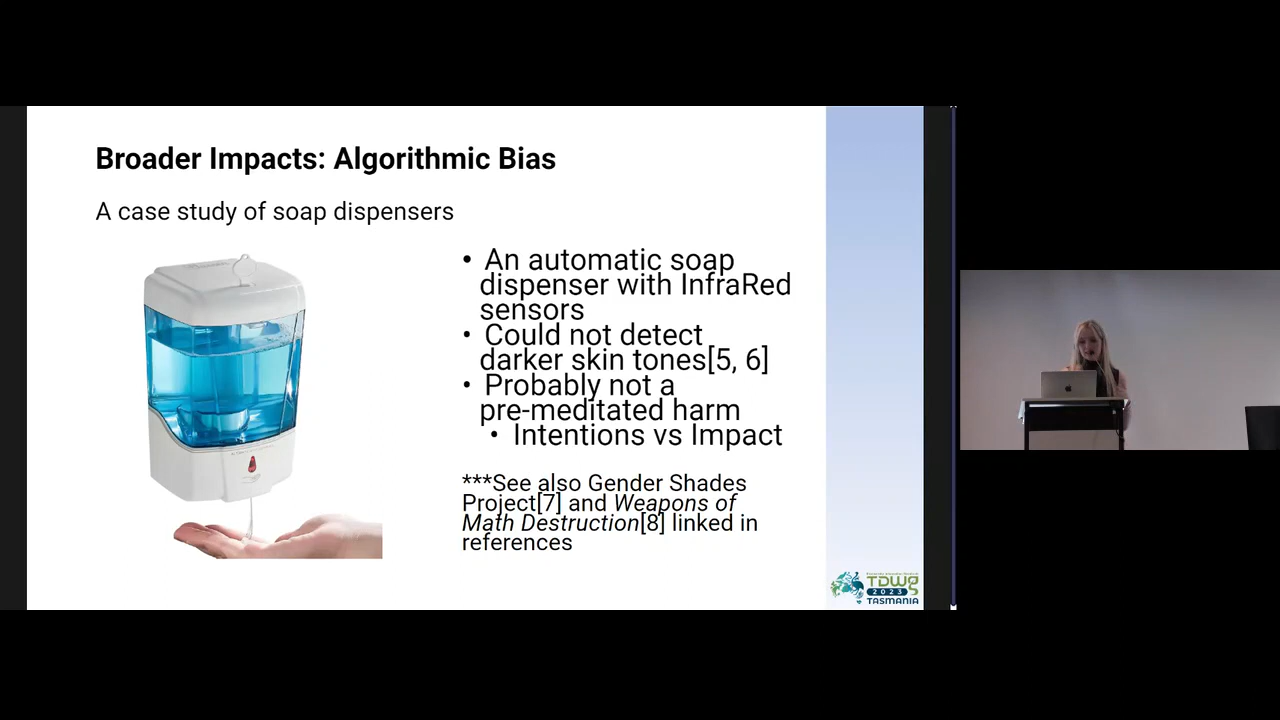 Broader Impacts: Algorithmic Bias
A case study of soap dispensers
• An automatic soap
dispenser with InfraRed
sensors
• Could not detect
darker skin tones[5, 6]
• Probably not a
pre-meditated harm
• Intentions vs Impact
***See also Gender Shades
Project[7] and Weapons of
Math Destruction[8] linked in
references
TDWG
2023
TASMANIA